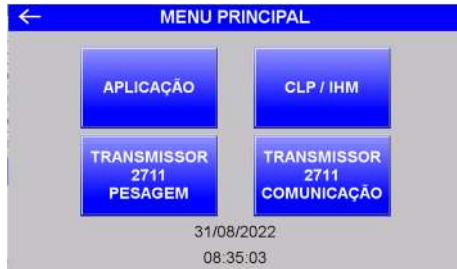 MENU PRINCIPAL
APLICAÇÃO
CLP / IHM
TRANSMISSOR
2711
PESAGEM
TRANSMISSOR
2711
COMUNICAÇÃO
31/08/2022
08:35:03